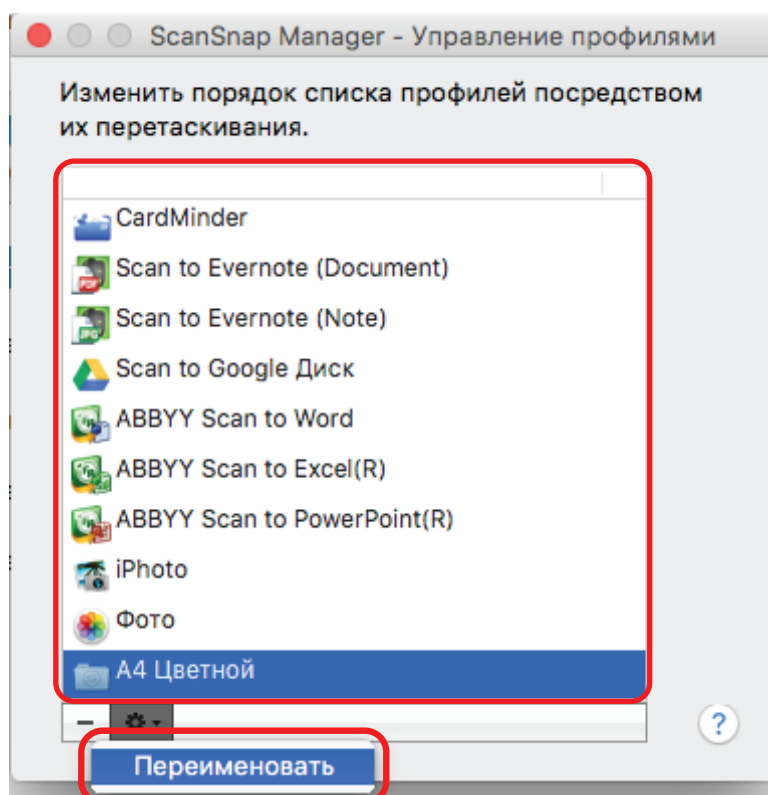 ScanSnap Manager - Управление профилями
Изменить порядок списка профилей посредством
их перетаскивания.
CardMinder
Scan to Evernote (Document)
Scan to Evernote (Note)
Scan to Google Диск
ABBYY Scan to Word
ABBYY Scan to Excel(R)
ABBYY Scan to PowerPoint(R)
iPhoto
Фото
A4 Цветной
?
Переименовать